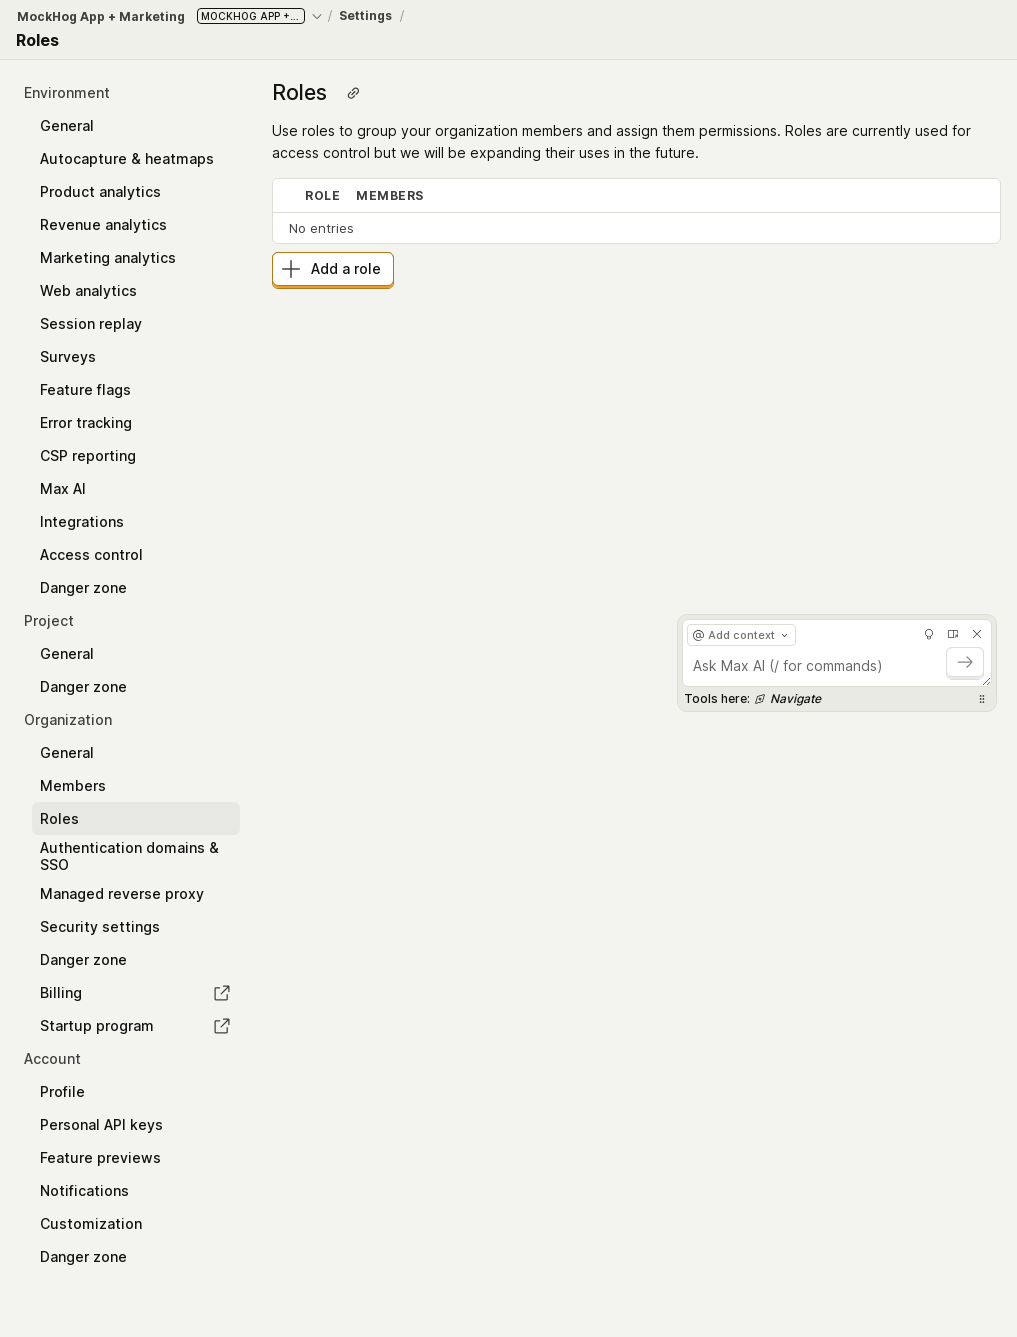 MockHog App + Marketing MOCKHOG APP +... / Settings /
Roles
Environment
General
Autocapture & heatmaps
Product analytics
Revenue analytics
Marketing analytics
Web analytics
Session replay
Surveys
Feature flags
Error tracking
CSP reporting
Max AI
Integrations
Access control
Danger zone
Project
General
Danger zone
Organization
General
Members
Roles
Authentication domains &
SSO
Managed reverse proxy
Security settings
Danger zone
Billing
Startup program
Account
Profile
Personal API keys
Feature previews
Notifications
Customization
Danger zone
Roles
Use roles to group your organization members and assign them permissions. Roles are currently used for
access control but we will be expanding their uses in the future.
ROLE MEMBERS
No entries
Add a role
@ Add context
Ask Max AI (/ for commands)
Tools here: Navigate